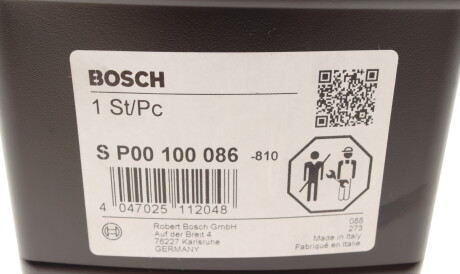 BOSCH
1 St/Pc
S P00 100 086 -810
4 047025 112048
Robert Bosch GmbH
Auf der Breit 4
76227 Karlsruhe
GERMANY
088
273
Made in Italy
Fabriqué en Italie